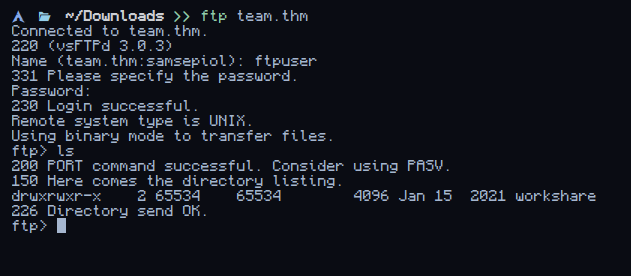 ~/Downloads >> ftp team.thm
Connected to team.thm.
220 (vsFTPd 3.0.3)
Name (team.thm:samsepiol): ftpuser
331 Please specify the password.
Password:
230 Login successful.
Remote system type is UNIX.
Using binary mode to transfer files.
ftp> ls
200 PORT command successful. Consider using PASV.
150 Here comes the directory listing.
drwxrwxr-x    2 65534    65534        4096 Jan 15  2021 workshare
226 Directory send OK.
ftp>